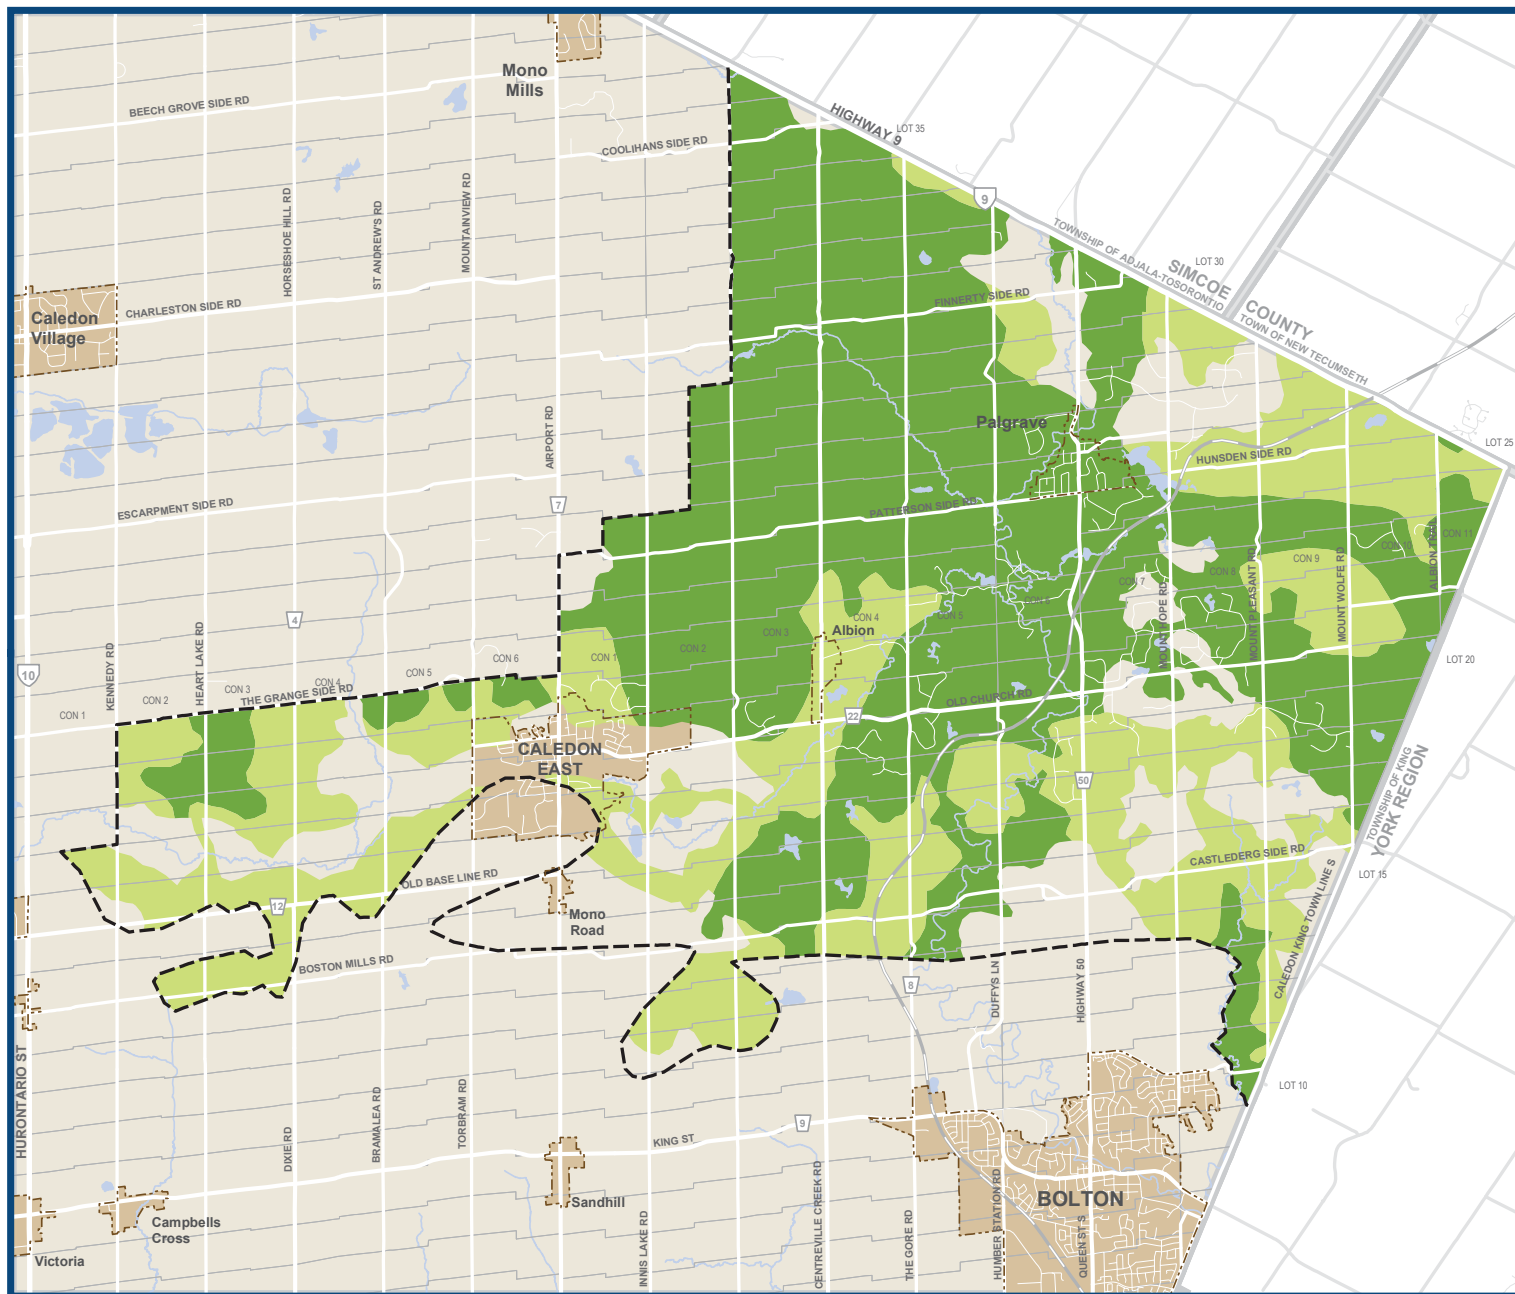 Mono
Mills
BEECH GROVE SIDE RD
HIGHWAY 9
LOT 35
COOLIHANS SIDE RD
HORSESHOE HILL RD
ST ANDREW'S RD
MOUNTAINVIEW RD
9
TOWNSHIP OF ADJALA-TOSORONTIO
SIMCOE COUNTY
LOT 30
TOWN OF NEW TECUMSETH
Caledon
Village
CHARLESTON SIDE RD
FINNERTY SIDE RD
AIRPORT RD
Palgrave
HUNSDEN SIDE RD
LOT 25
ESCARPMENT SIDE RD
7
PATTERSON SIDE RD
CON 7
CON 8
CON 9
CON 10
CON 11
ALBION TRAIL
MOUNT HOPE RD
MOUNT PLEASANT RD
MOUNT WOLFE RD
4
CON 1
CON 2
CON 3
CON 4
CON 5
CON 6
Albion
10
KENNEDY RD
HEART LAKE RD
CON 1
CON 2
CON 3
CON 4
CON 5
CON 6
THE GRANGE SIDE RD
LOT 20
OLD CHURCH RD
22
CALEDON
EAST
50
TOWNSHIP OF KING
YORK REGION
CASTLEDERG SIDE RD
LOT 15
CALEDON KING TOWN LINE S
OLD BASE LINE RD
12
Mono
Road
BOSTON MILLS RD
8
DUFFYS LN
HIGHWAY 50
HURONTARIO ST
DIXIE RD
BRAMALEA RD
TORBRAM RD
LOT 10
KING ST
9
INNIS LAKE RD
CENTREVILLE CREEK RD
THE GORE RD
HUMBER STATION RD
QUEEN ST S
BOLTON
Sandhill
Campbells
Cross
Victoria